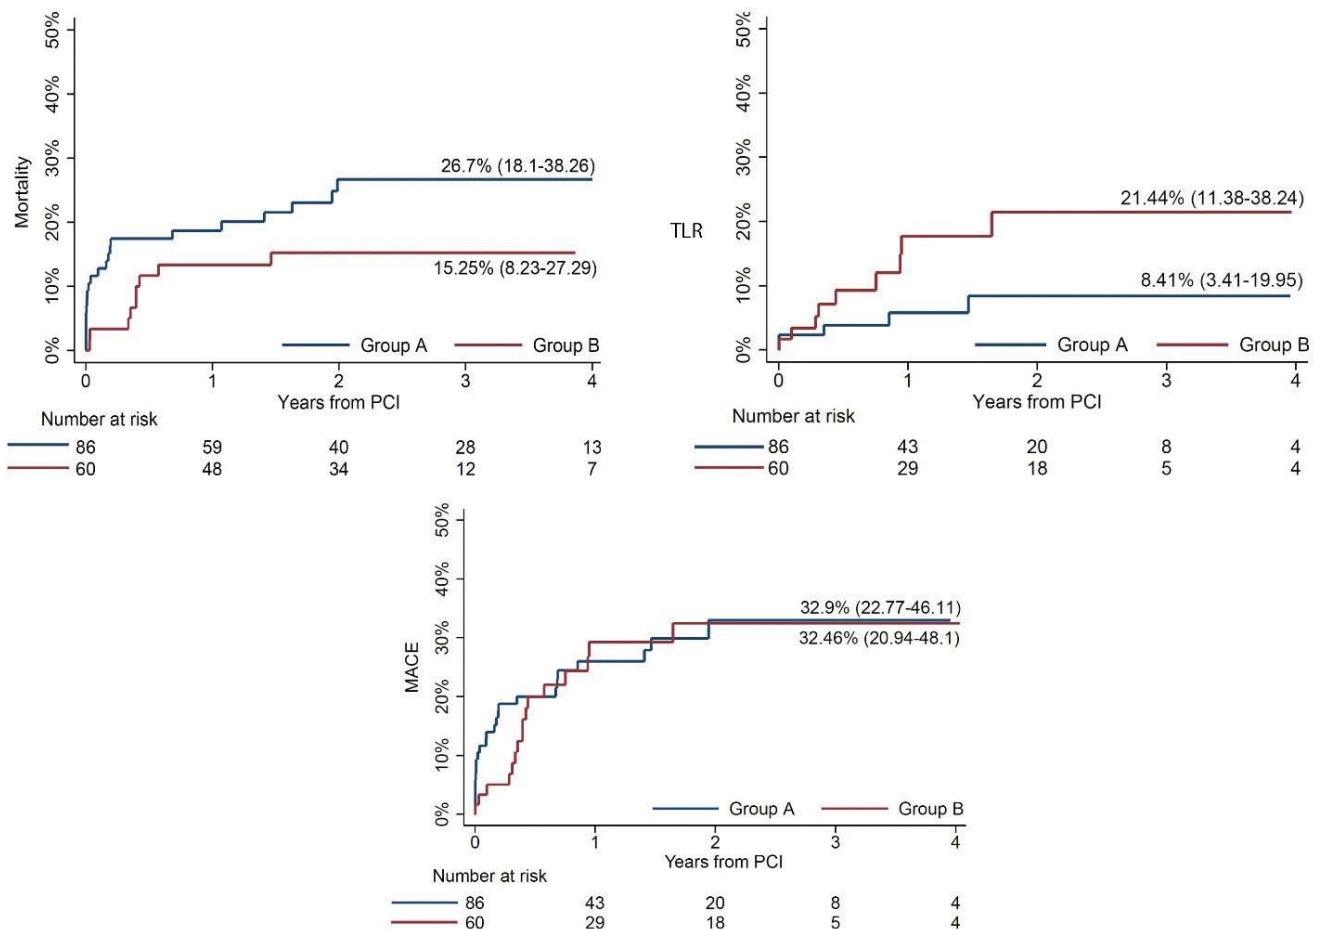 Mortality
50%
40%
30%
20%
10%
0%
26.7% (18.1-38.26)
15.25% (8.23-27.29)
Group A
Group B
0 1 2 3 4
Years from PCI
Number at risk
86 59 40 28 13
60 48 34 12 7
TLR
50%
40%
30%
20%
10%
0%
21.44% (11.38-38.24)
8.41% (3.41-19.95)
Group A
Group B
0 1 2 3 4
Years from PCI
Number at risk
86 43 20 8 4
60 29 18 5 4
MACE
50%
40%
30%
20%
10%
0%
32.9% (22.77-46.11)
32.46% (20.94-48.1)
Group A
Group B
0 1 2 3 4
Years from PCI
Number at risk
86 43 20 8 4
60 29 18 5 4